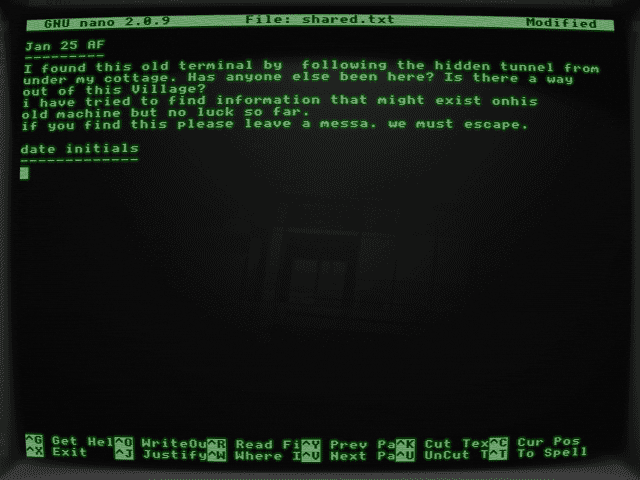 GNU nano 2.0.9 File: shared.txt Modified
Jan 25 AF
---------
I found this old terminal by  following the hidden tunnel from
under my cottage. Has anyone else been here? Is there a way
out of this Village?
i have tried to find information that might exist onhis
old machine but no luck so far.
if you find this please leave a messa. we must escape.
date initials
-------------
^G Get Hel^O WriteOu^R Read Fi^Y Prev Pa^K Cut Tex^C Cur Pos
^X Exit ^J Justify^W Where I^V Next Pa^U UnCut T^T To Spell